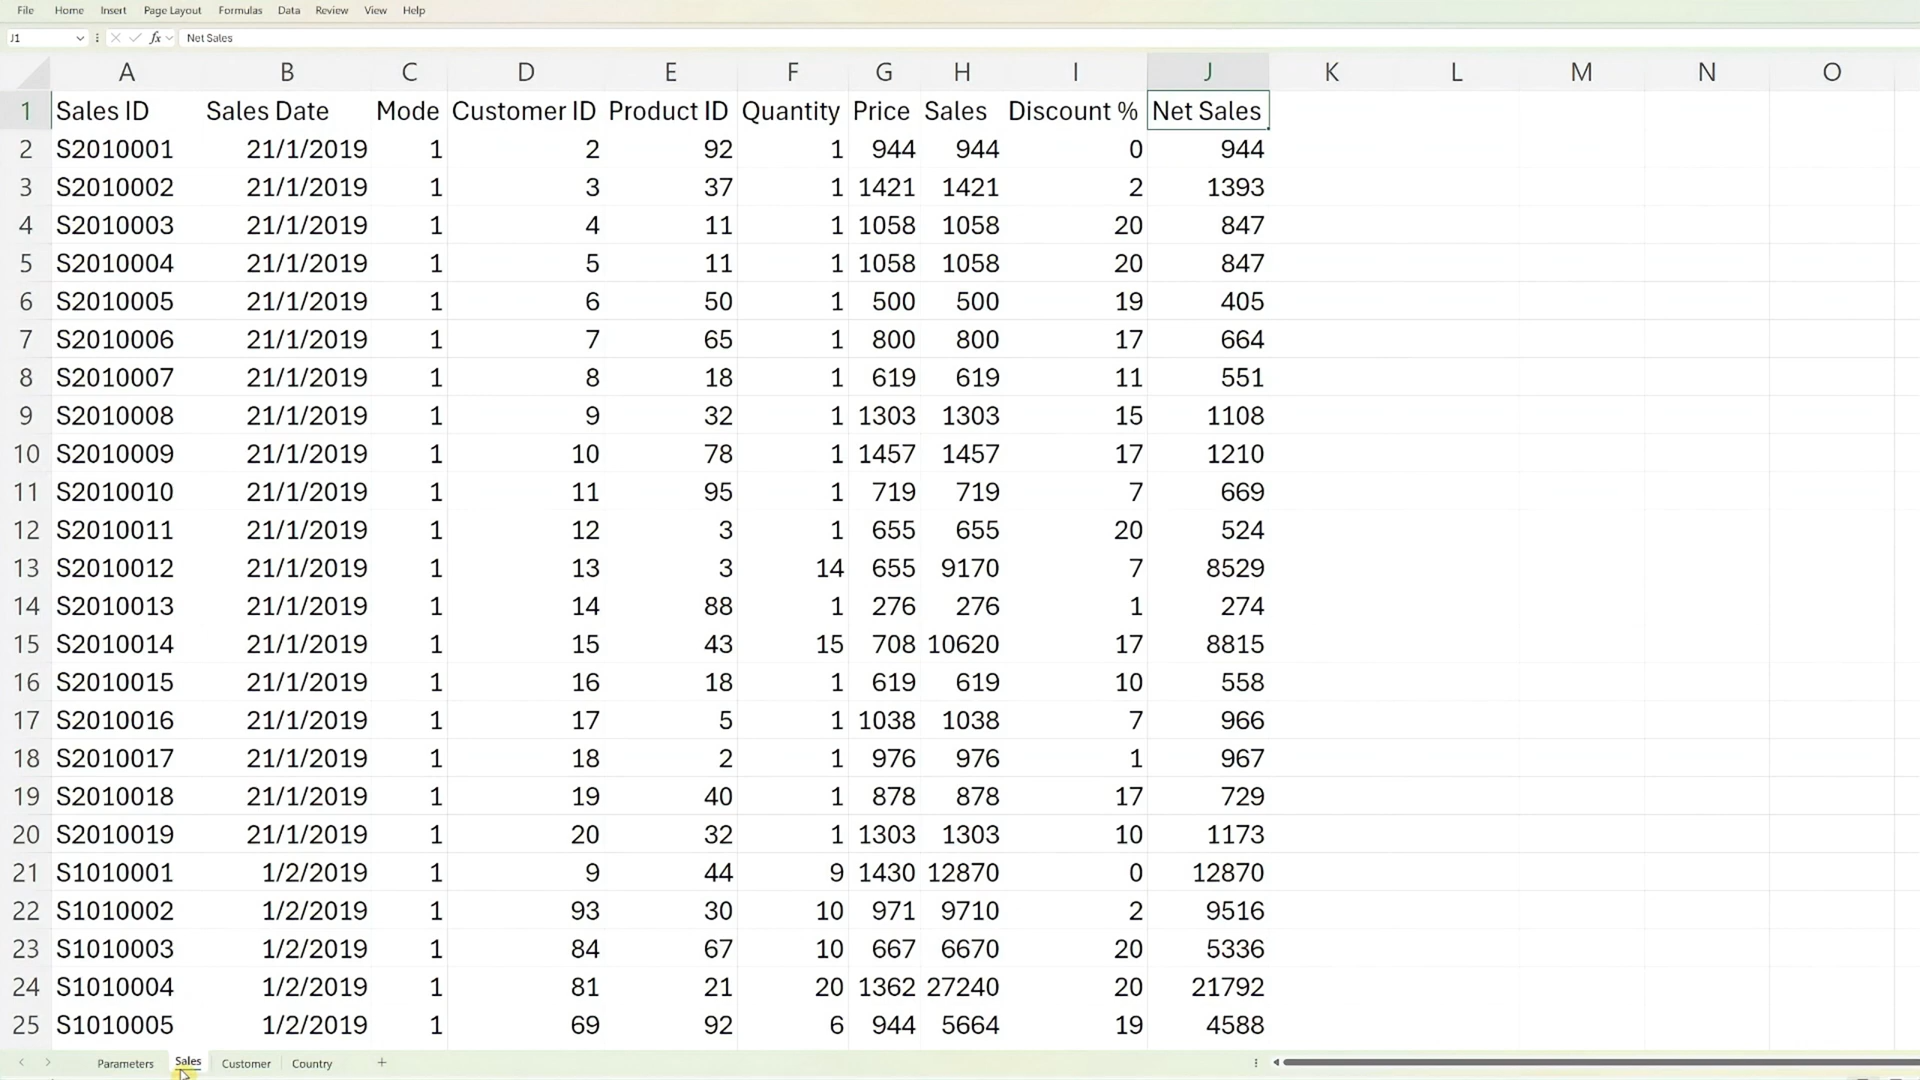 File Home Insert Page Layout Formulas Data Review View Help
J1 fx Net Sales
A B C D E F G H I J K L M N O
1 Sales ID Sales Date Mode Customer ID Product ID Quantity Price Sales Discount % Net Sales
2 S2010001 21/1/2019 1 2 92 1 944 944 0 944
3 S2010002 21/1/2019 1 3 37 1 1421 1421 2 1393
4 S2010003 21/1/2019 1 4 11 1 1058 1058 20 847
5 S2010004 21/1/2019 1 5 11 1 1058 1058 20 847
6 S2010005 21/1/2019 1 6 50 1 500 500 19 405
7 S2010006 21/1/2019 1 7 65 1 800 800 17 664
8 S2010007 21/1/2019 1 8 18 1 619 619 11 551
9 S2010008 21/1/2019 1 9 32 1 1303 1303 15 1108
10 S2010009 21/1/2019 1 10 78 1 1457 1457 17 1210
11 S2010010 21/1/2019 1 11 95 1 719 719 7 669
12 S2010011 21/1/2019 1 12 3 1 655 655 20 524
13 S2010012 21/1/2019 1 13 3 14 655 9170 7 8529
14 S2010013 21/1/2019 1 14 88 1 276 276 1 274
15 S2010014 21/1/2019 1 15 43 15 708 10620 17 8815
16 S2010015 21/1/2019 1 16 18 1 619 619 10 558
17 S2010016 21/1/2019 1 17 5 1 1038 1038 7 966
18 S2010017 21/1/2019 1 18 2 1 976 976 1 967
19 S2010018 21/1/2019 1 19 40 1 878 878 17 729
20 S2010019 21/1/2019 1 20 32 1 1303 1303 10 1173
21 S1010001 1/2/2019 1 9 44 9 1430 12870 0 12870
22 S1010002 1/2/2019 1 93 30 10 971 9710 2 9516
23 S1010003 1/2/2019 1 84 67 10 667 6670 20 5336
24 S1010004 1/2/2019 1 81 21 20 1362 27240 20 21792
25 S1010005 1/2/2019 1 69 92 6 944 5664 19 4588
Parameters Sales Customer Country +